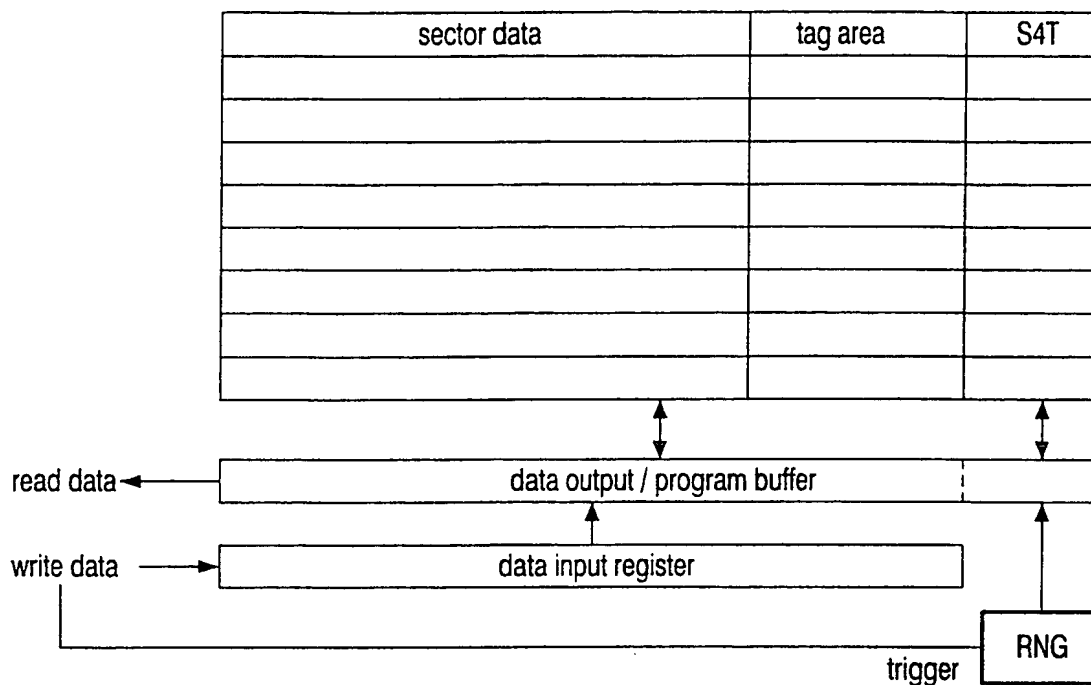 sector data tag area S4T
read data data output / program buffer
write data data input register
RNG
trigger